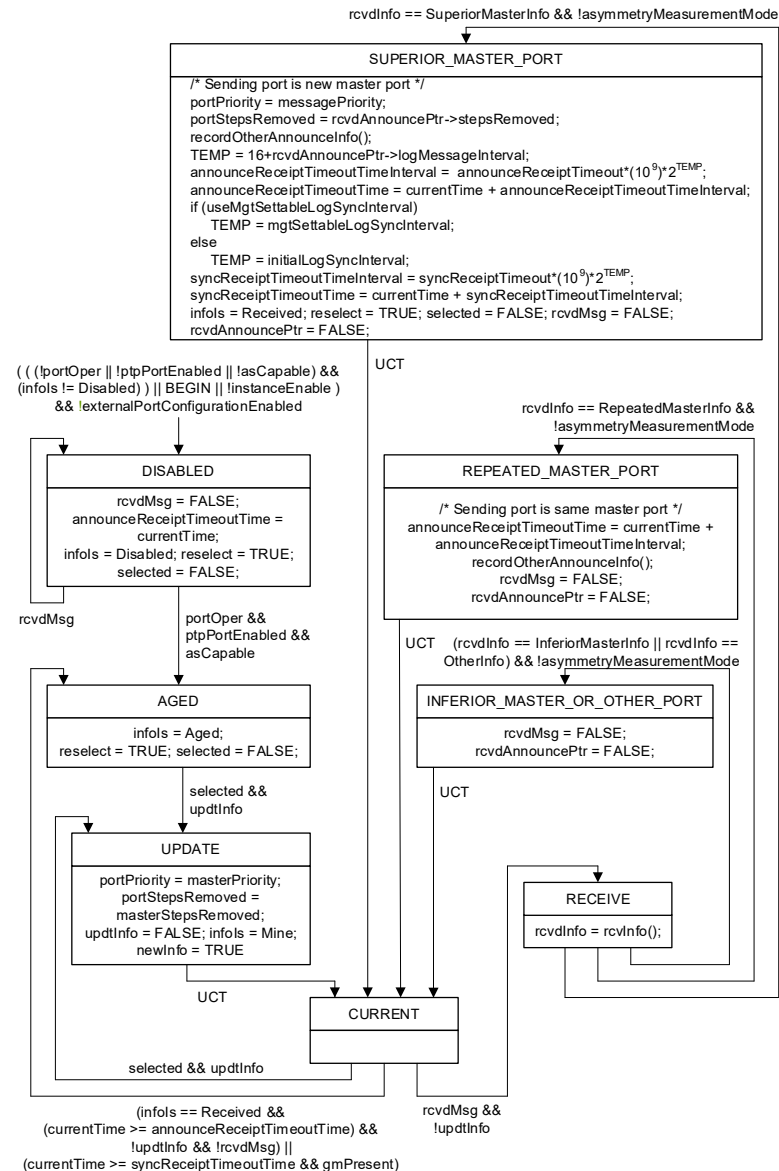 rcvdInfo == SuperiorMasterInfo && !asymmetryMeasurementMode
SUPERIOR_MASTER_PORT
/* Sending port is new master port */
portPriority = messagePriority;
portStepsRemoved = rcvdAnnouncePtr->stepsRemoved;
recordOtherAnnounceInfo();
TEMP = 16+rcvdAnnouncePtr->logMessageInterval;
announceReceiptTimeoutTimeInterval = announceReceiptTimeout*(10^9)*2^TEMP;
announceReceiptTimeoutTime = currentTime + announceReceiptTimeoutTimeInterval;
if (useMgtSettableLogSyncInterval)
TEMP = mgtSettableLogSyncInterval;
else
TEMP = initialLogSyncInterval;
syncReceiptTimeoutTimeInterval = syncReceiptTimeout*(10^9)*2^TEMP;
syncReceiptTimeoutTime = currentTime + syncReceiptTimeoutTimeInterval;
infoIs = Received; reselect = TRUE; selected = FALSE; rcvdMsg = FALSE;
rcvdAnnouncePtr = FALSE;
UCT
( ( (!portOper || !ptpPortEnabled || !asCapable) &&
(infoIs != Disabled) ) || BEGIN || !instanceEnable )
&& !externalPortConfigurationEnabled
DISABLED
rcvdMsg = FALSE;
announceReceiptTimeoutTime =
currentTime;
infoIs = Disabled; reselect = TRUE;
selected = FALSE;
rcvdMsg
portOper &&
ptpPortEnabled &&
asCapable
rcvdInfo == RepeatedMasterInfo &&
!asymmetryMeasurementMode
REPEATED_MASTER_PORT
/* Sending port is same master port */
announceReceiptTimeoutTime = currentTime +
announceReceiptTimeoutTimeInterval;
recordOtherAnnounceInfo();
rcvdMsg = FALSE;
rcvdAnnouncePtr = FALSE;
UCT
(rcvdInfo == InferiorMasterInfo || rcvdInfo ==
OtherInfo) && !asymmetryMeasurementMode
AGED
infoIs = Aged;
reselect = TRUE; selected = FALSE;
selected &&
updtInfo
INFERIOR_MASTER_OR_OTHER_PORT
rcvdMsg = FALSE;
rcvdAnnouncePtr = FALSE;
UCT
UPDATE
portPriority = masterPriority;
portStepsRemoved =
masterStepsRemoved;
updtInfo = FALSE; infoIs = Mine;
newInfo = TRUE
UCT
RECEIVE
rcvdInfo = rcvInfo();
CURRENT
selected && updtInfo
(infoIs == Received &&
(currentTime >= announceReceiptTimeoutTime) &&
!updtInfo && !rcvdMsg) ||
(currentTime >= syncReceiptTimeoutTime && gmPresent)
rcvdMsg &&
!updtInfo